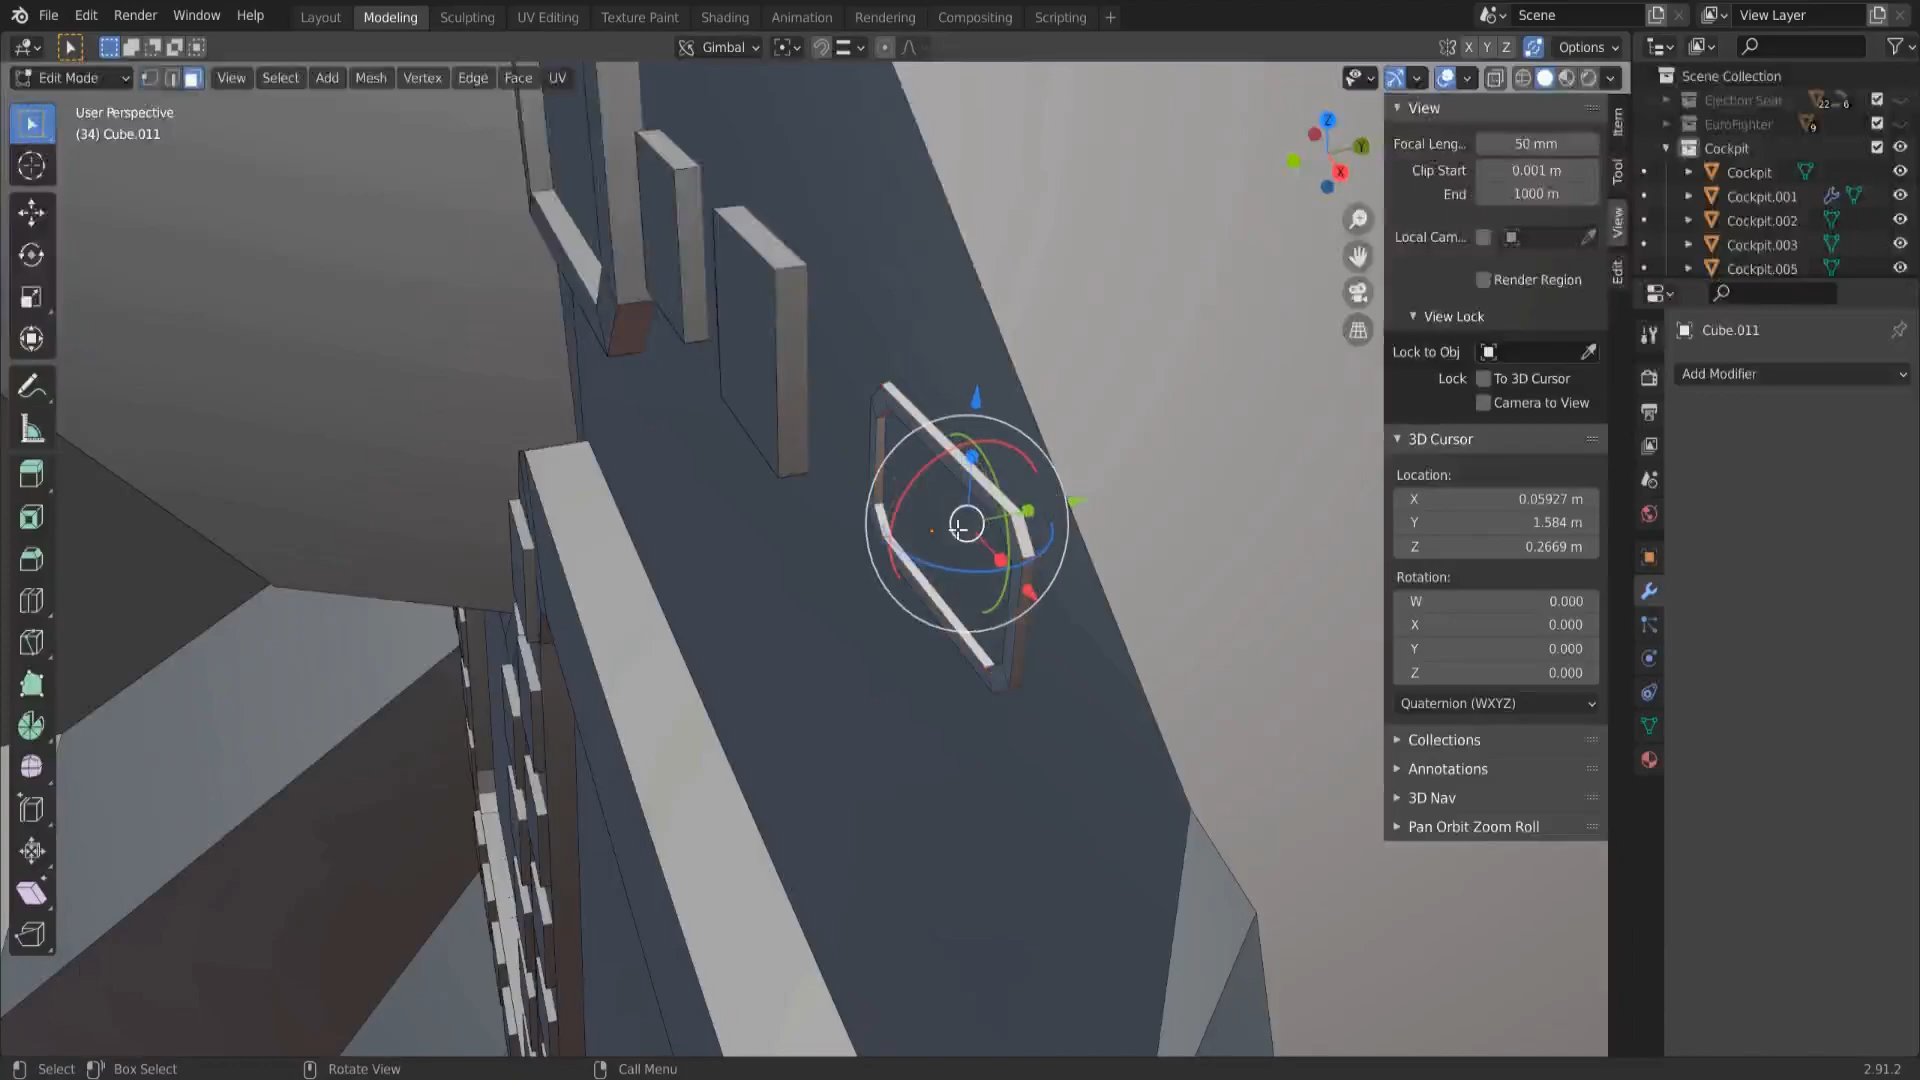 File Edit Render Window Help
Layout Modeling Sculpting UV Editing Texture Paint Shading Animation Rendering Compositing Scripting +
Scene
View Layer
Gimbal
X Y Z
Options
Edit Mode
View Select Add Mesh Vertex Edge Face UV
User Perspective
(34) Cube.011
Z
Y
X
View
Focal Leng... 50 mm
Clip Start 0.001 m
End 1000 m
Local Cam...
Render Region
View Lock
Lock to Obj
Lock To 3D Cursor
Camera to View
3D Cursor
Location:
X 0.05927 m
Y 1.584 m
Z 0.2669 m
Rotation:
W 0.000
X 0.000
Y 0.000
Z 0.000
Quaternion (WXYZ)
Collections
Annotations
3D Nav
Pan Orbit Zoom Roll
Item
Tool
View
Edit
Scene Collection
Ejection Seat 22 6
EuroFighter 9
Cockpit
Cockpit
Cockpit.001
Cockpit.002
Cockpit.003
Cockpit.005
Cube.011
Add Modifier
Select Box Select Rotate View Call Menu 2.91.2